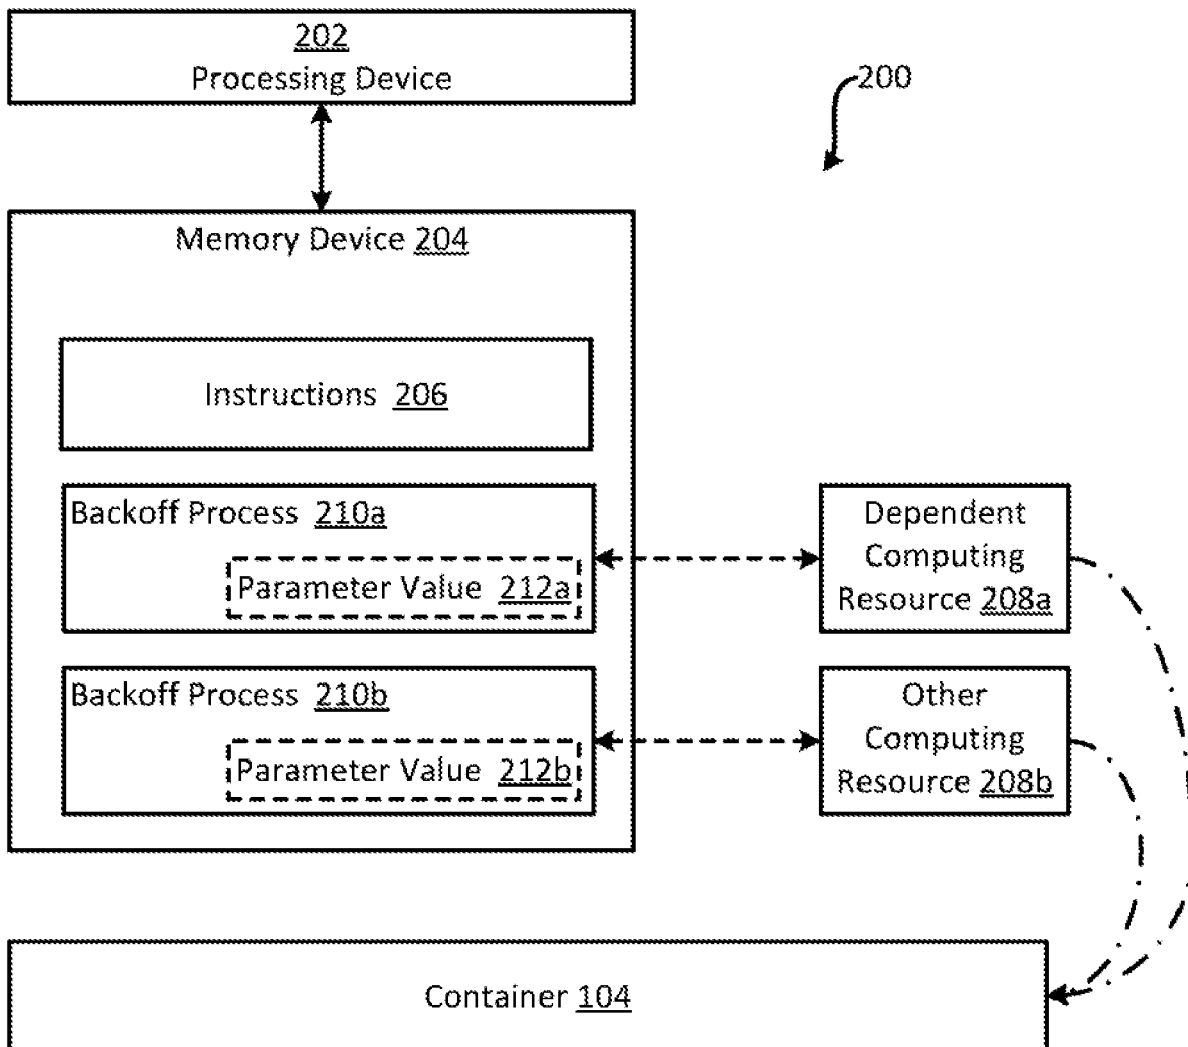 202
Processing Device
200
Memory Device 204
Instructions 206
Backoff Process 210a
Parameter Value 212a
Dependent
Computing
Resource 208a
Backoff Process 210b
Parameter Value 212b
Other
Computing
Resource 208b
Container 104